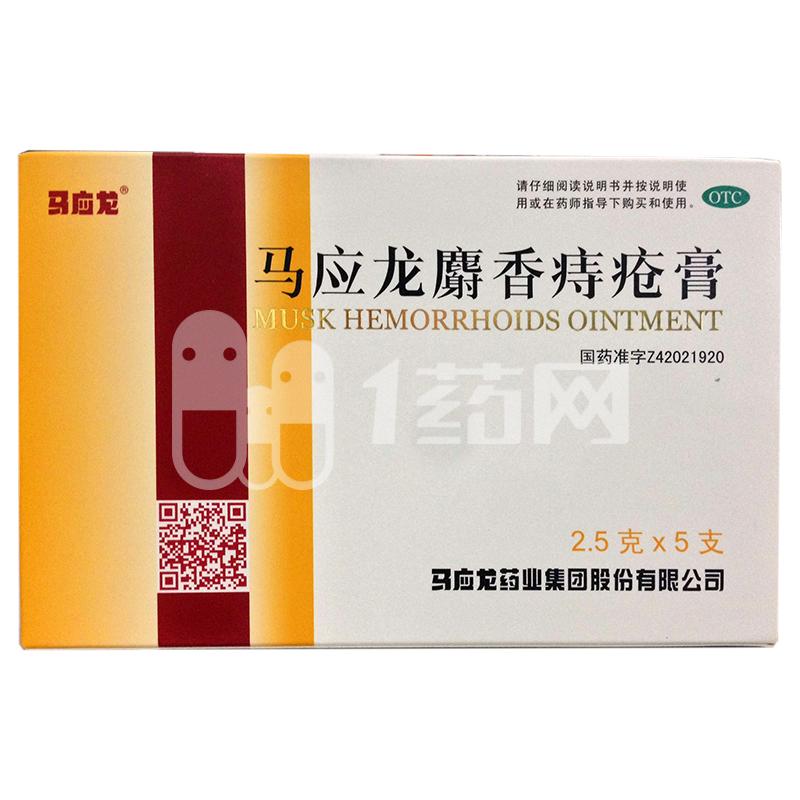 马应龙®
请仔细阅读说明书并按说明使
用或在药师指导下购买和使用。
OTC
马应龙麝香痔疮膏
MUSK HEMORRHOIDS OINTMENT
国药准字Z42021920
1药网
2.5克x5支
马应龙药业集团股份有限公司